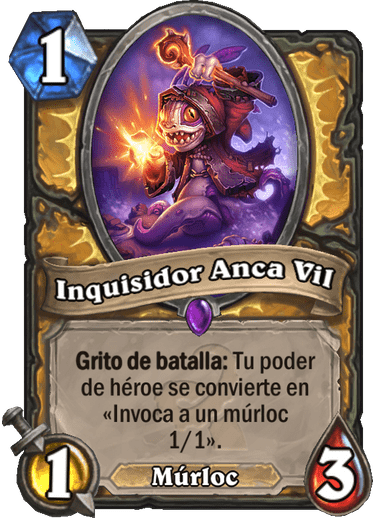 1
Inquisidor Anca Vil
Grito de batalla: Tu poder
de héroe se convierte en
«Invoca a un múrloc
1/1».
Múrloc
1
3